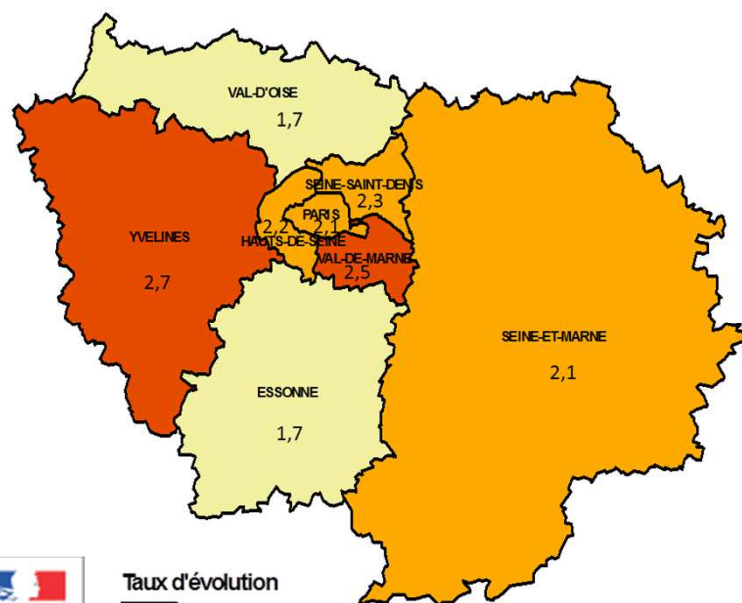 VAL-D'OISE
1,7
SEINE-SAINT-DENIS
2,3
PARIS
2,1
2,2
HAUTS-DE-SEINE
YVELINES
2,7
VAL-DE-MARNE
2,5
SEINE-ET-MARNE
2,1
ESSONNE
1,7
Taux d'évolution